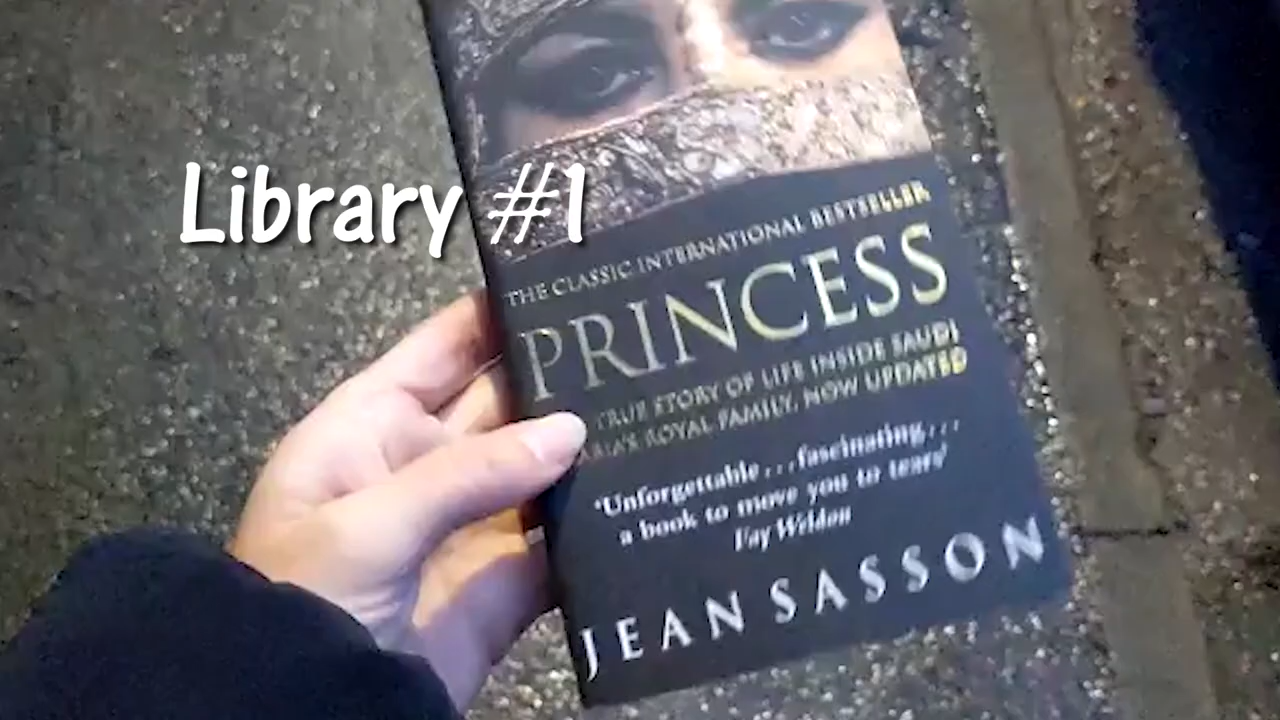 Library #1
THE CLASSIC INTERNATIONAL BESTSELLER
PRINCESS
TRUE STORY OF LIFE INSIDE SAUDI
ROYAL FAMILY, NOW UPDATED
'Unforgettable...fascinating...
a book to move you to tears'
Fay Weldon
JEAN SASSON